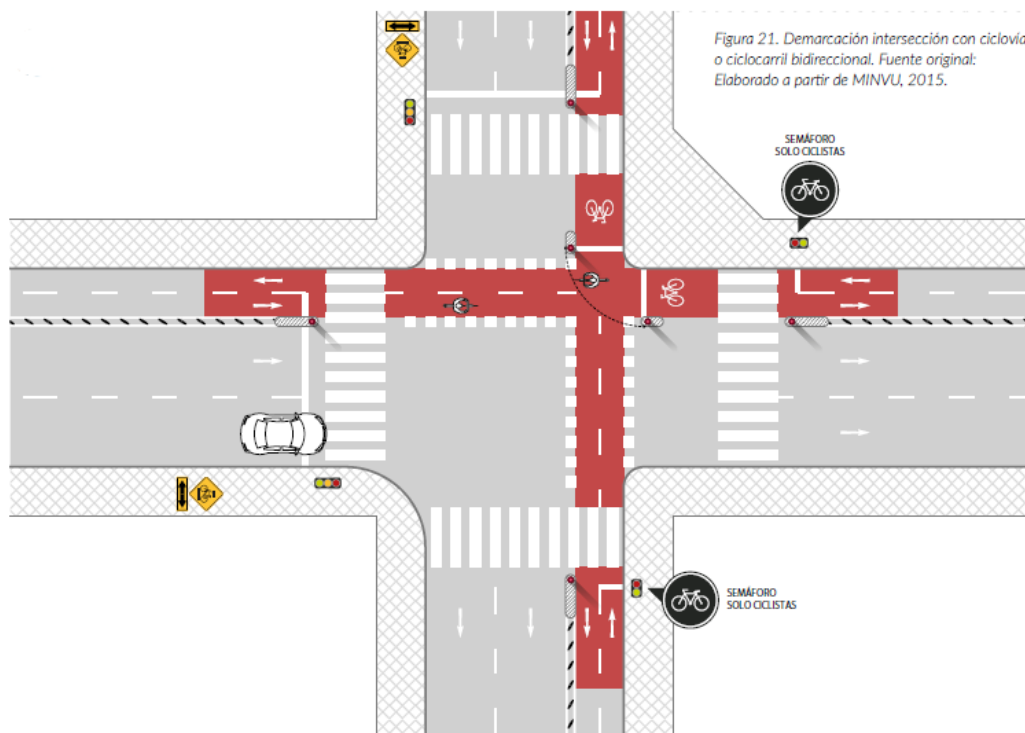 Figura 21. Demarcación intersección con ciclovía
o ciclocarril bidireccional. Fuente original:
Elaborado a partir de MINVU, 2015.
SEMÁFORO
SOLO CICLISTAS
SEMÁFORO
SOLO CICLISTAS